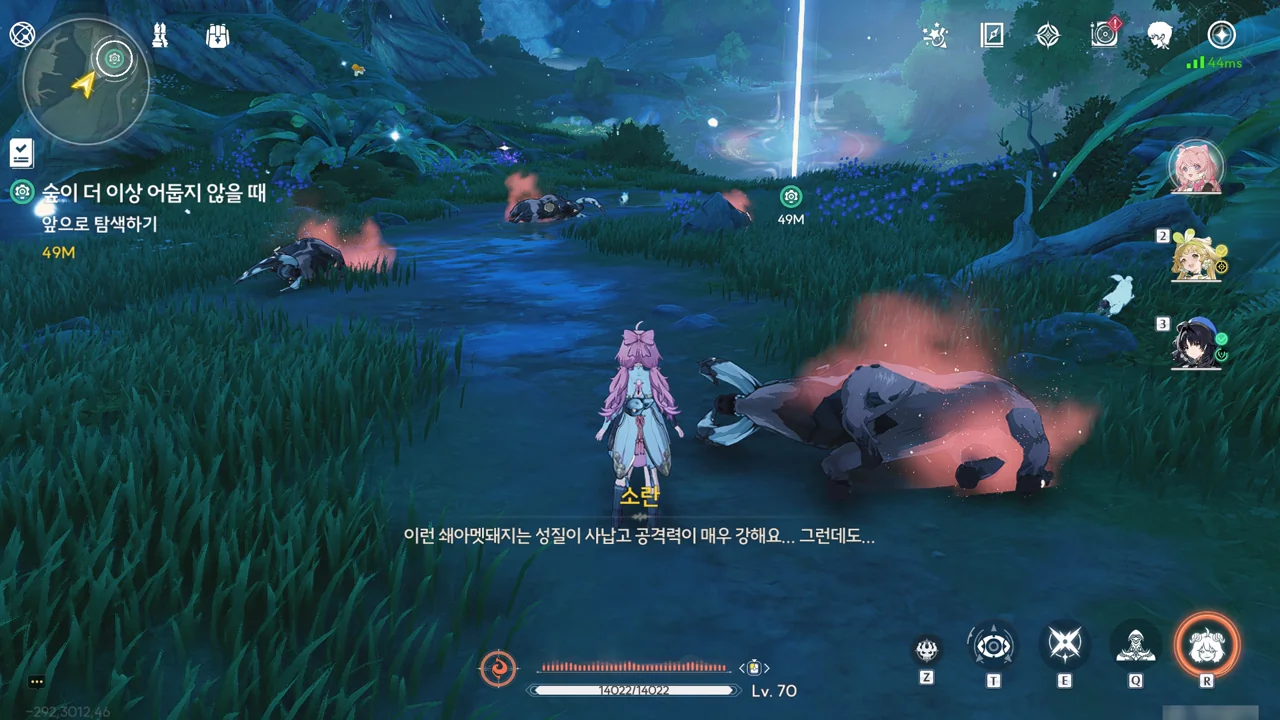 44ms
숲이 더 이상 어둡지 않을 때
앞으로 탐색하기
49M
49M
2
3
소란
이런 쇄아멧돼지는 성질이 사납고 공격력이 매우 강해요... 그런데도...
14022/14022
Lv. 70
Z
T
E
Q
R
-292,3012,46